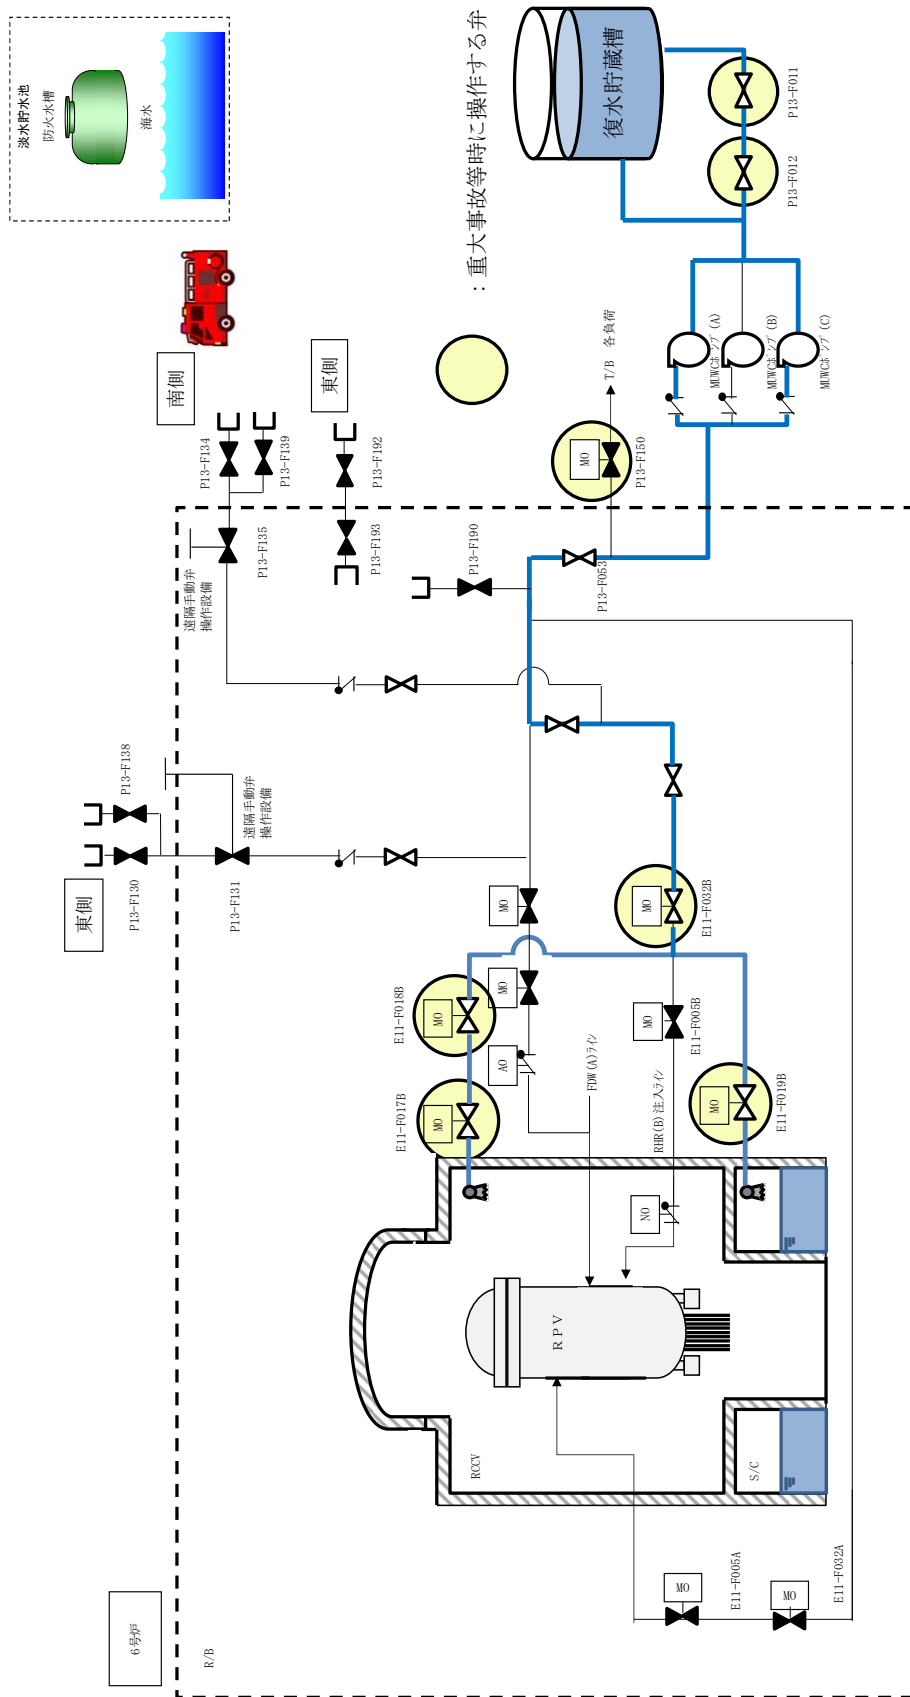 6号炉
R/B
東側
P13-F130
P13-F138
P13-F131
遠隔手動弁
操作設備
南側
P13-F134
P13-F139
P13-F135
遠隔手動弁
操作設備
東側
P13-F192
P13-F193
P13-F190
淡水貯水池
防火水槽
海水
：重大事故等時に操作する弁
復水貯蔵槽
P13-F011
P13-F012
MUWCポンプ(A)
MUWCポンプ(B)
MUWCポンプ(C)
T/B 各負荷
MO
P13-F150
P13-F053
MO
MO
AO
FDW(A)ライン
MO
E11-F018B
MO
E11-F017B
MO
E11-F032B
MO
E11-F005B
RHR(B)注入ライン
NO
MO
E11-F019B
RPV
RCCV
S/C
MO
E11-F005A
MO
E11-F032A